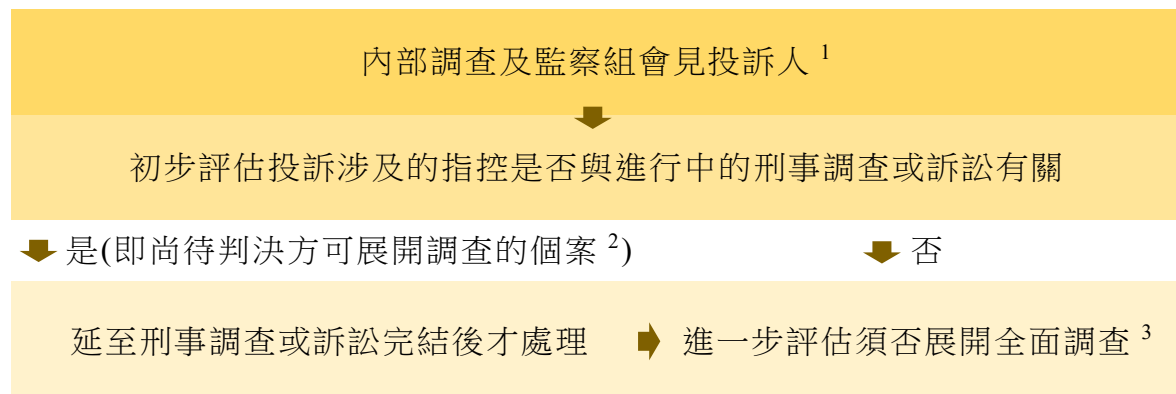 內部調查及監察組會見投訴人 1
初步評估投訴涉及的指控是否與進行中的刑事調查或訴訟有關
是(即尚待判決方可展開調查的個案 2)
否
延至刑事調查或訴訟完結後才處理
進一步評估須否展開全面調查 3